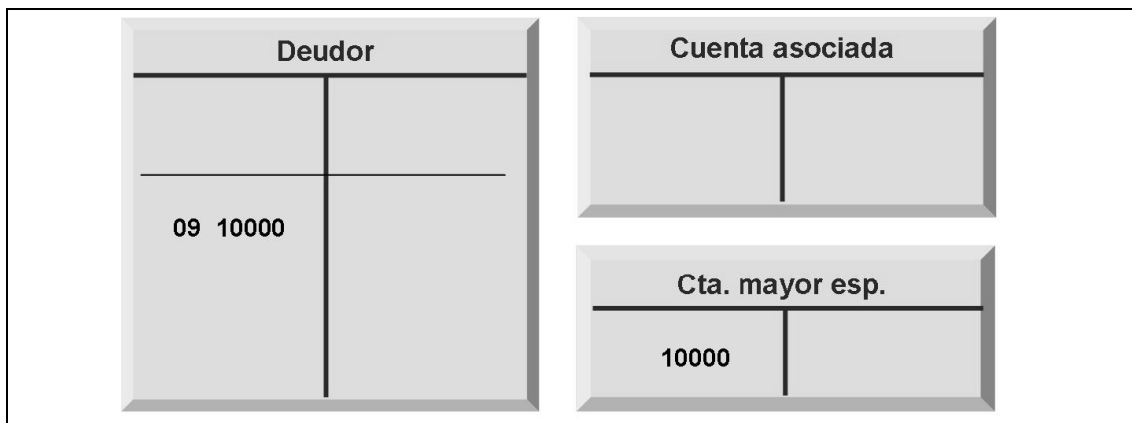 Deudor
09 10000
Cuenta asociada
Cta. mayor esp.
10000